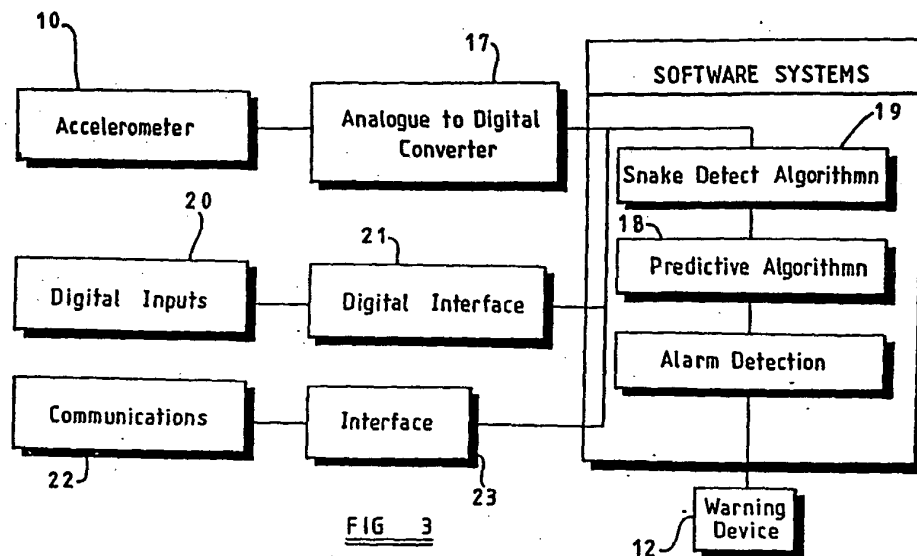 10
17
SOFTWARE SYSTEMS
Accelerometer
Analogue to Digital
Converter
19
Snake Detect Algorithmn
20
21
18
Digital Inputs
Digital Interface
Predictive Algorithmn
Alarm Detection
Communications
Interface
22
23
FIG 3
12
Warning
Device